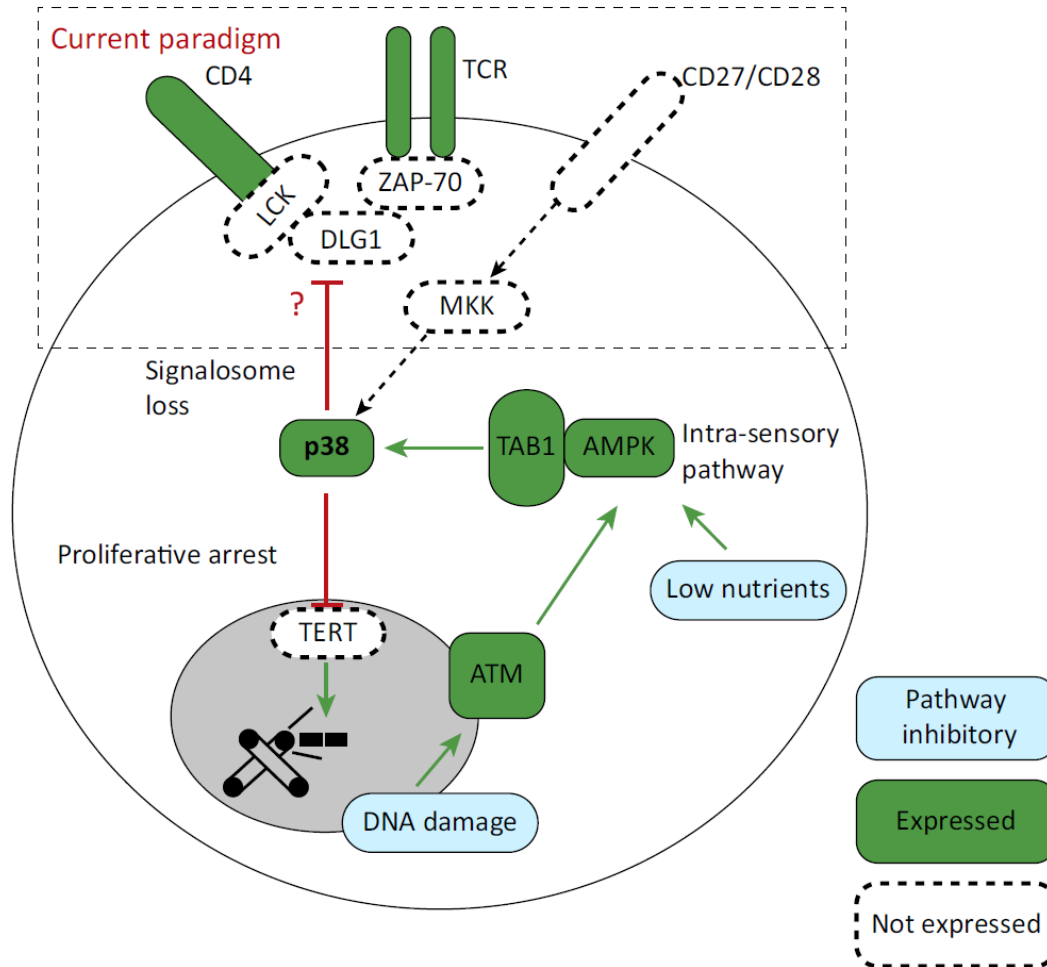 Current paradigm
CD4
TCR
CD27/CD28
LCK
ZAP-70
DLG1
?
MKK
Signalosome
loss
p38
TAB1
AMPK
Intra-sensory
pathway
Proliferative arrest
Low nutrients
TERT
ATM
DNA damage
Pathway
inhibitory
Expressed
Not expressed